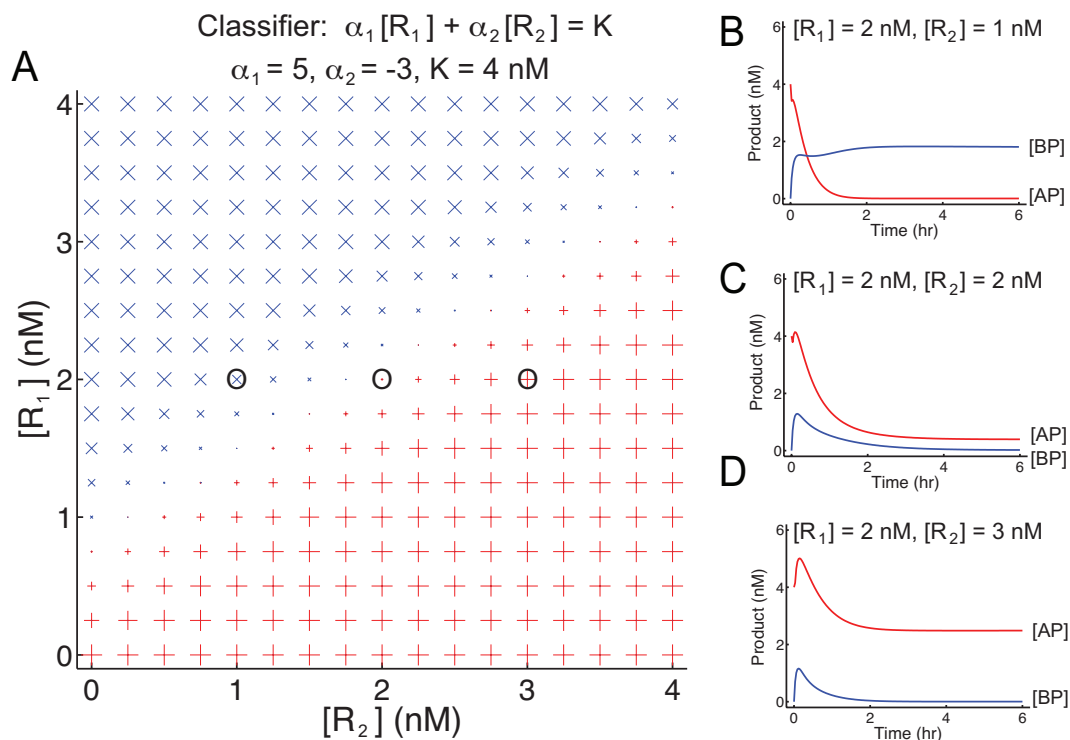 Classifier: α₁[R₁] + α₂[R₂] = K
α₁ = 5, α₂ = -3, K = 4 nM
A
4
3
2
1
0
[R₁] (nM)
O O O
0 1 2 3 4
[R₂] (nM)
B
[R₁] = 2 nM, [R₂] = 1 nM
6
4
2
0
Product (nM)
[BP]
[AP]
0 2 4 6
Time (hr)
C
[R₁] = 2 nM, [R₂] = 2 nM
6
4
2
0
Product (nM)
[AP]
[BP]
0 2 4 6
Time (hr)
D
[R₁] = 2 nM, [R₂] = 3 nM
6
4
2
0
Product (nM)
[AP]
[BP]
0 2 4 6
Time (hr)